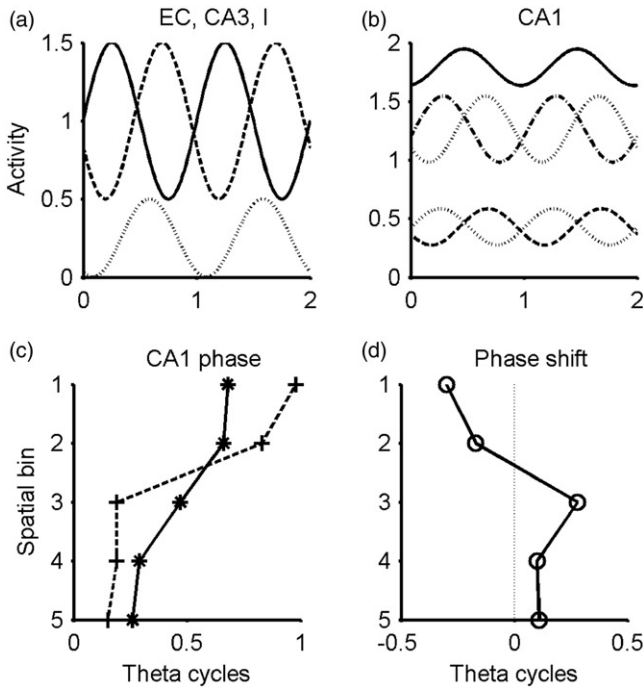 (a) EC, CA3, I
1.5
1
0.5
0
Activity
0 1 2
(b) CA1
2
1.5
1
0.5
0
0 1 2
(c) CA1 phase
1
2
3
4
5
Spatial bin
0 0.5 1
Theta cycles
(d) Phase shift
1
2
3
4
5
-0.5 0 0.5
Theta cycles